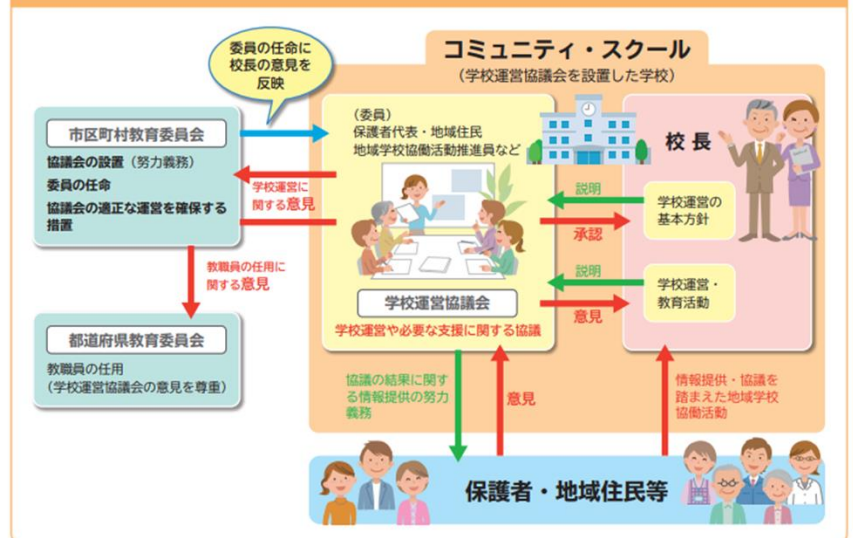 委員の任命に
校長の意見を
反映
コミュニティ・スクール
（学校運営協議会を設置した学校）
市区町村教育委員会
協議会の設置（努力義務）
委員の任命
協議会の適正な運営を確保する
措置
学校運営に
関する意見
教職員の任用に
関する意見
都道府県教育委員会
教職員の任用
（学校運営協議会の意見を尊重）
（委員）
保護者代表・地域住民
地域学校協働活動推進員など
学校運営協議会
学校運営や必要な支援に関する協議
校長
説明
承認
学校運営の
基本方針
説明
意見
学校運営・
教育活動
協議の結果に関す
る情報提供の努力
義務
意見
情報提供・協議を
踏まえた地域学校
協働活動
保護者・地域住民等